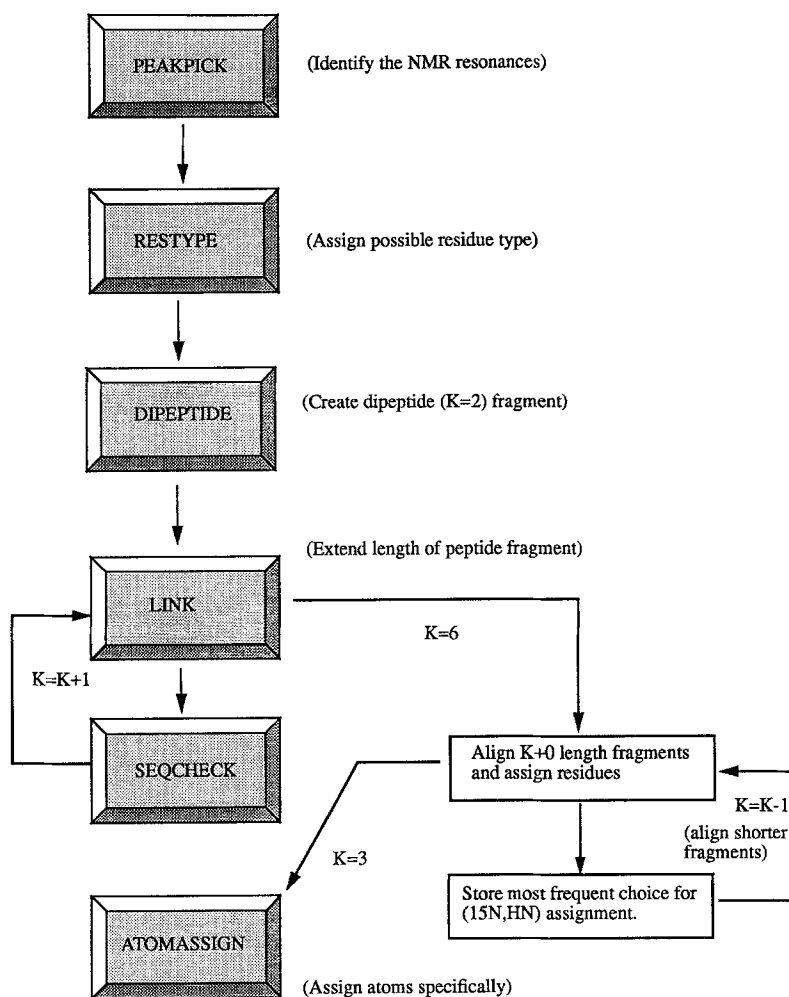 PEAKPICK
(Identify the NMR resonances)
RESTYPE
(Assign possible residue type)
DIPEPTIDE
(Create dipeptide (K=2) fragment)
(Extend length of peptide fragment)
LINK
K=6
K=K+1
SEQCHECK
Align K+0 length fragments
and assign residues
K=K-1
(align shorter
fragments)
K=3
Store most frequent choice for
(15N,HN) assignment.
ATOMASSIGN
(Assign atoms specifically)